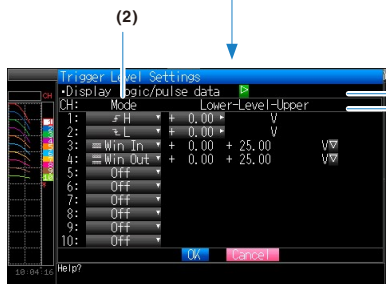 (2)
Trigger Level Settings
•Display logic/pulse data
CH
CH: Mode Lower-Level-Upper
1: H + 0.00 V
2: L + 0.00 V
3: Win In + 0.00 + 25.00 V
4: Win Out + 0.00 + 25.00 V
5: Off
6: Off
7: Off
8: Off
9: Off
10: Off
OK Cancel
10:04:16 Help?